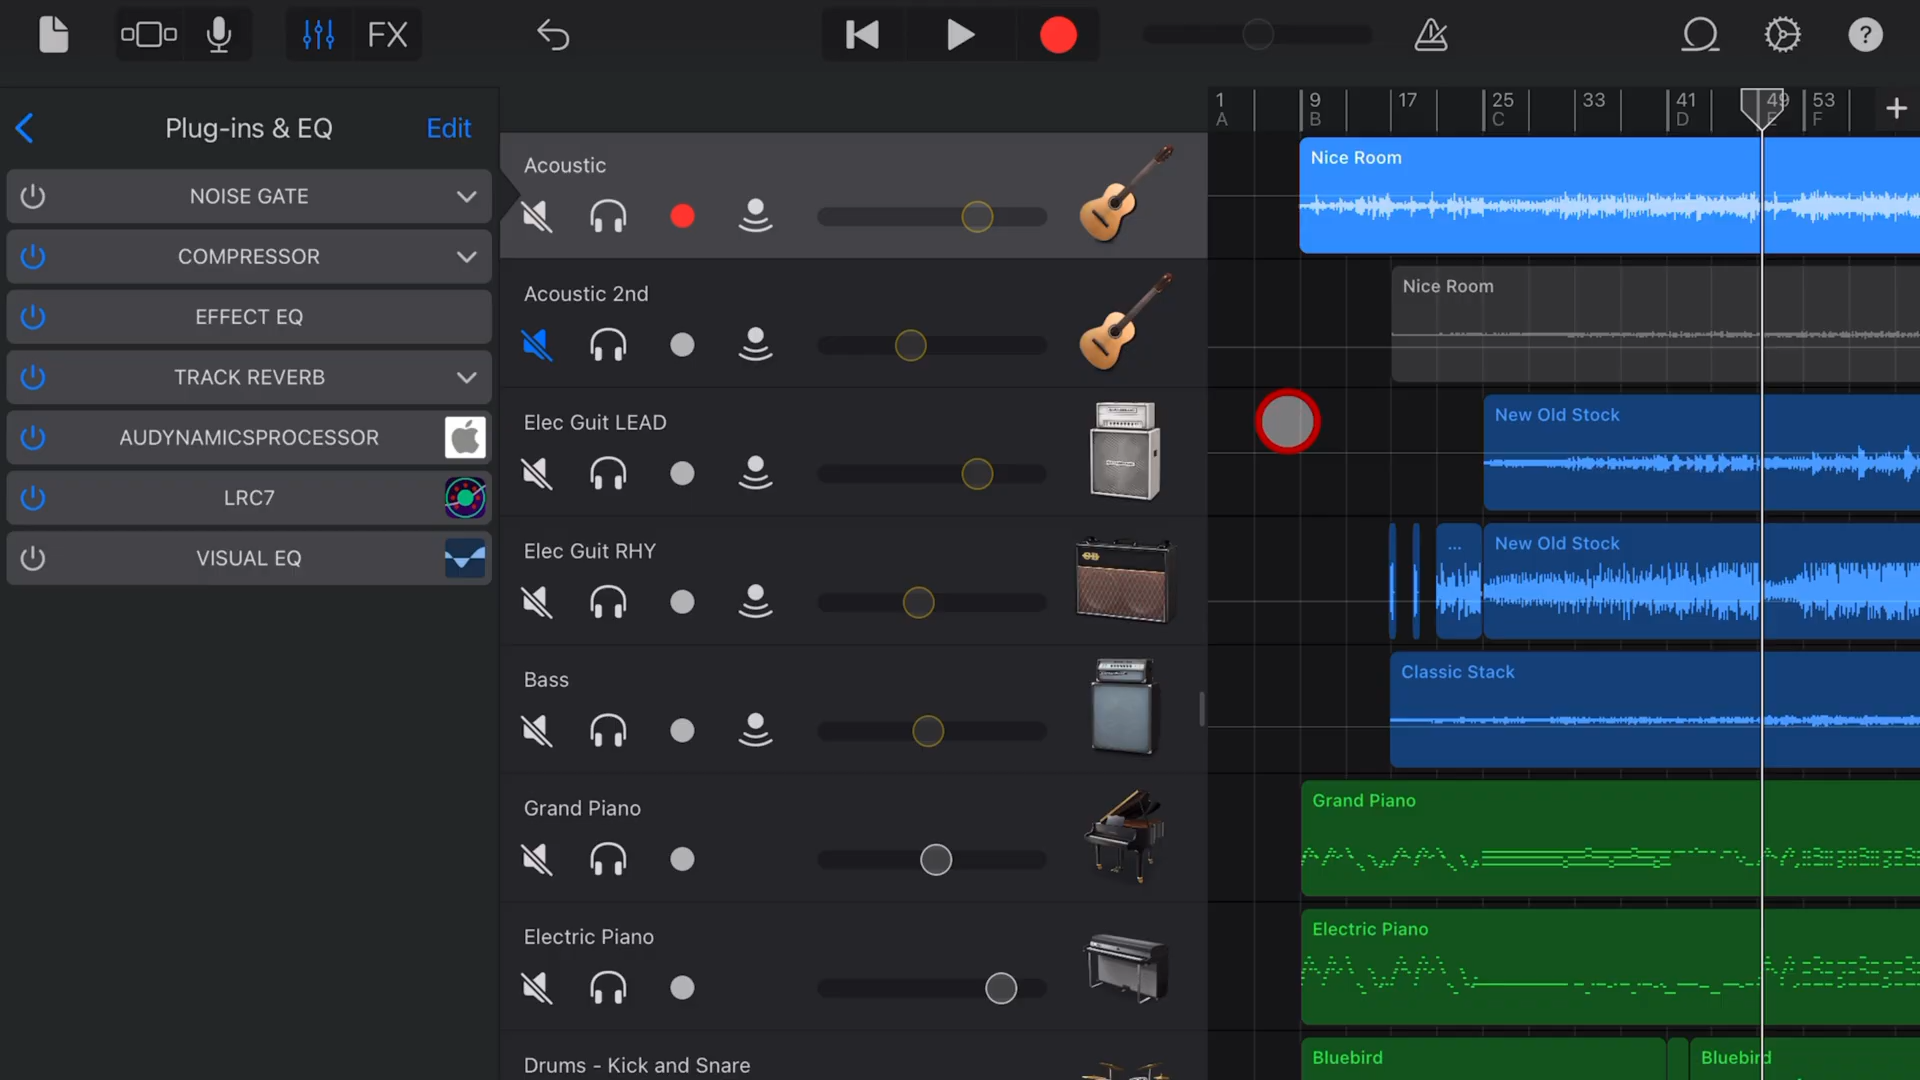 FX
?
Plug-ins & EQ
Edit
NOISE GATE
COMPRESSOR
EFFECT EQ
TRACK REVERB
AUDYNAMICSPROCESSOR
LRC7
VISUAL EQ
1 9 17 25 33 41 49 53 +
A B C D E F
Acoustic
Nice Room
Acoustic 2nd
Nice Room
Elec Guit LEAD
New Old Stock
Elec Guit RHY
... New Old Stock
Bass
Classic Stack
Grand Piano
Grand Piano
Electric Piano
Electric Piano
Drums - Kick and Snare
Bluebird
Bluebird